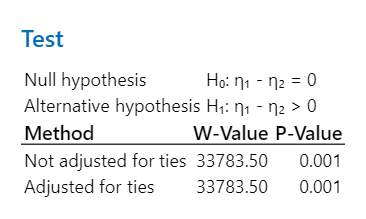 Test
Null hypothesis H₀: η₁ - η₂ = 0
Alternative hypothesis H₁: η₁ - η₂ > 0
Method W-Value P-Value
Not adjusted for ties 33783.50 0.001
Adjusted for ties 33783.50 0.001